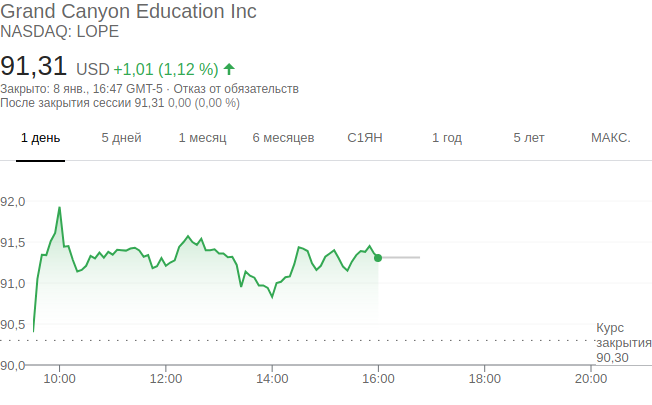 Grand Canyon Education Inc
NASDAQ: LOPE
91,31 USD +1,01 (1,12 %)
Закрыто: 8 янв., 16:47 GMT-5 · Отказ от обязательств
После закрытия сессии 91,31 0,00 (0,00 %)
1 день 5 дней 1 месяц 6 месяцев С1ЯН 1 год 5 лет МАКС.
92,0
91,5
91,0
90,5
Курс
закрытия
90,30
90,0
10:00 12:00 14:00 16:00 18:00 20:00